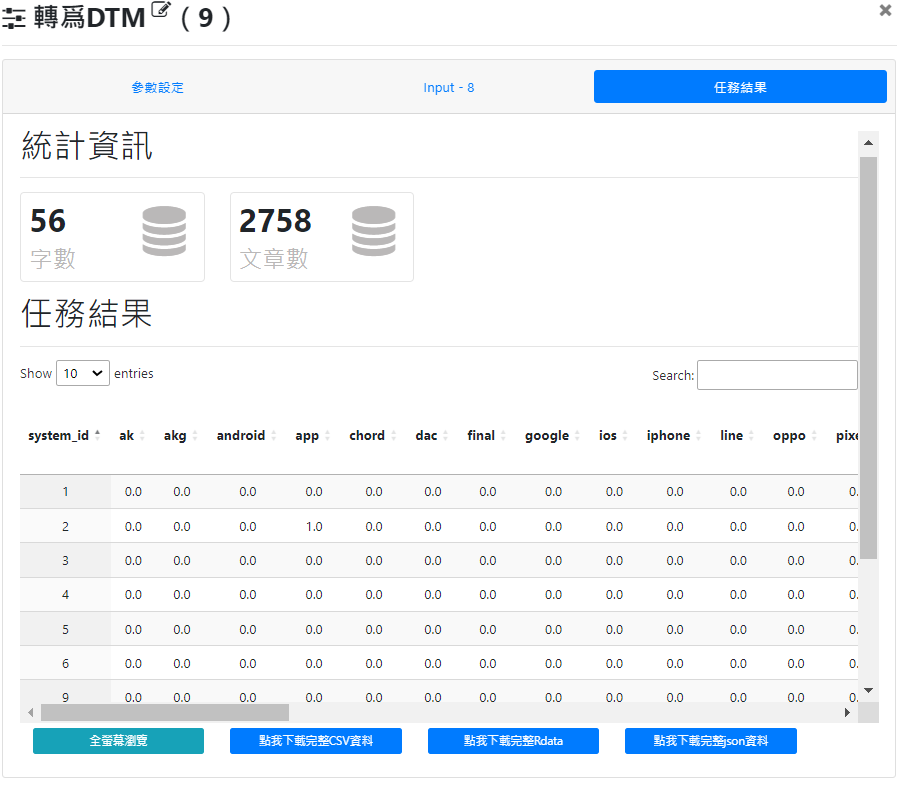 轉爲DTM ( 9 )
參數設定 Input - 8 任務結果
統計資訊
56 2758
字數 文章數
任務結果
Show 10 entries Search:
system_id ak akg android app chord dac final google ios iphone line oppo
1 0.0 0.0 0.0 0.0 0.0 0.0 0.0 0.0 0.0 0.0 0.0 0.0 0.
2 0.0 0.0 0.0 1.0 0.0 0.0 0.0 0.0 0.0 0.0 0.0 0.0 0.
3 0.0 0.0 0.0 0.0 0.0 0.0 0.0 0.0 0.0 0.0 0.0 0.0 0.
4 0.0 0.0 0.0 0.0 0.0 0.0 0.0 0.0 0.0 0.0 0.0 0.0 0.
5 0.0 0.0 0.0 0.0 0.0 0.0 0.0 0.0 0.0 0.0 0.0 0.0 0.
6 0.0 0.0 0.0 0.0 0.0 0.0 0.0 0.0 0.0 0.0 0.0 0.0 0.
9 0.0 0.0 0.0 0.0 0.0 0.0 0.0 0.0 0.0 0.0 0.0 0.0 0.
全螢幕瀏覽 點我下載完整CSV資料 點我下載完整Rdata 點我下載完整json資料